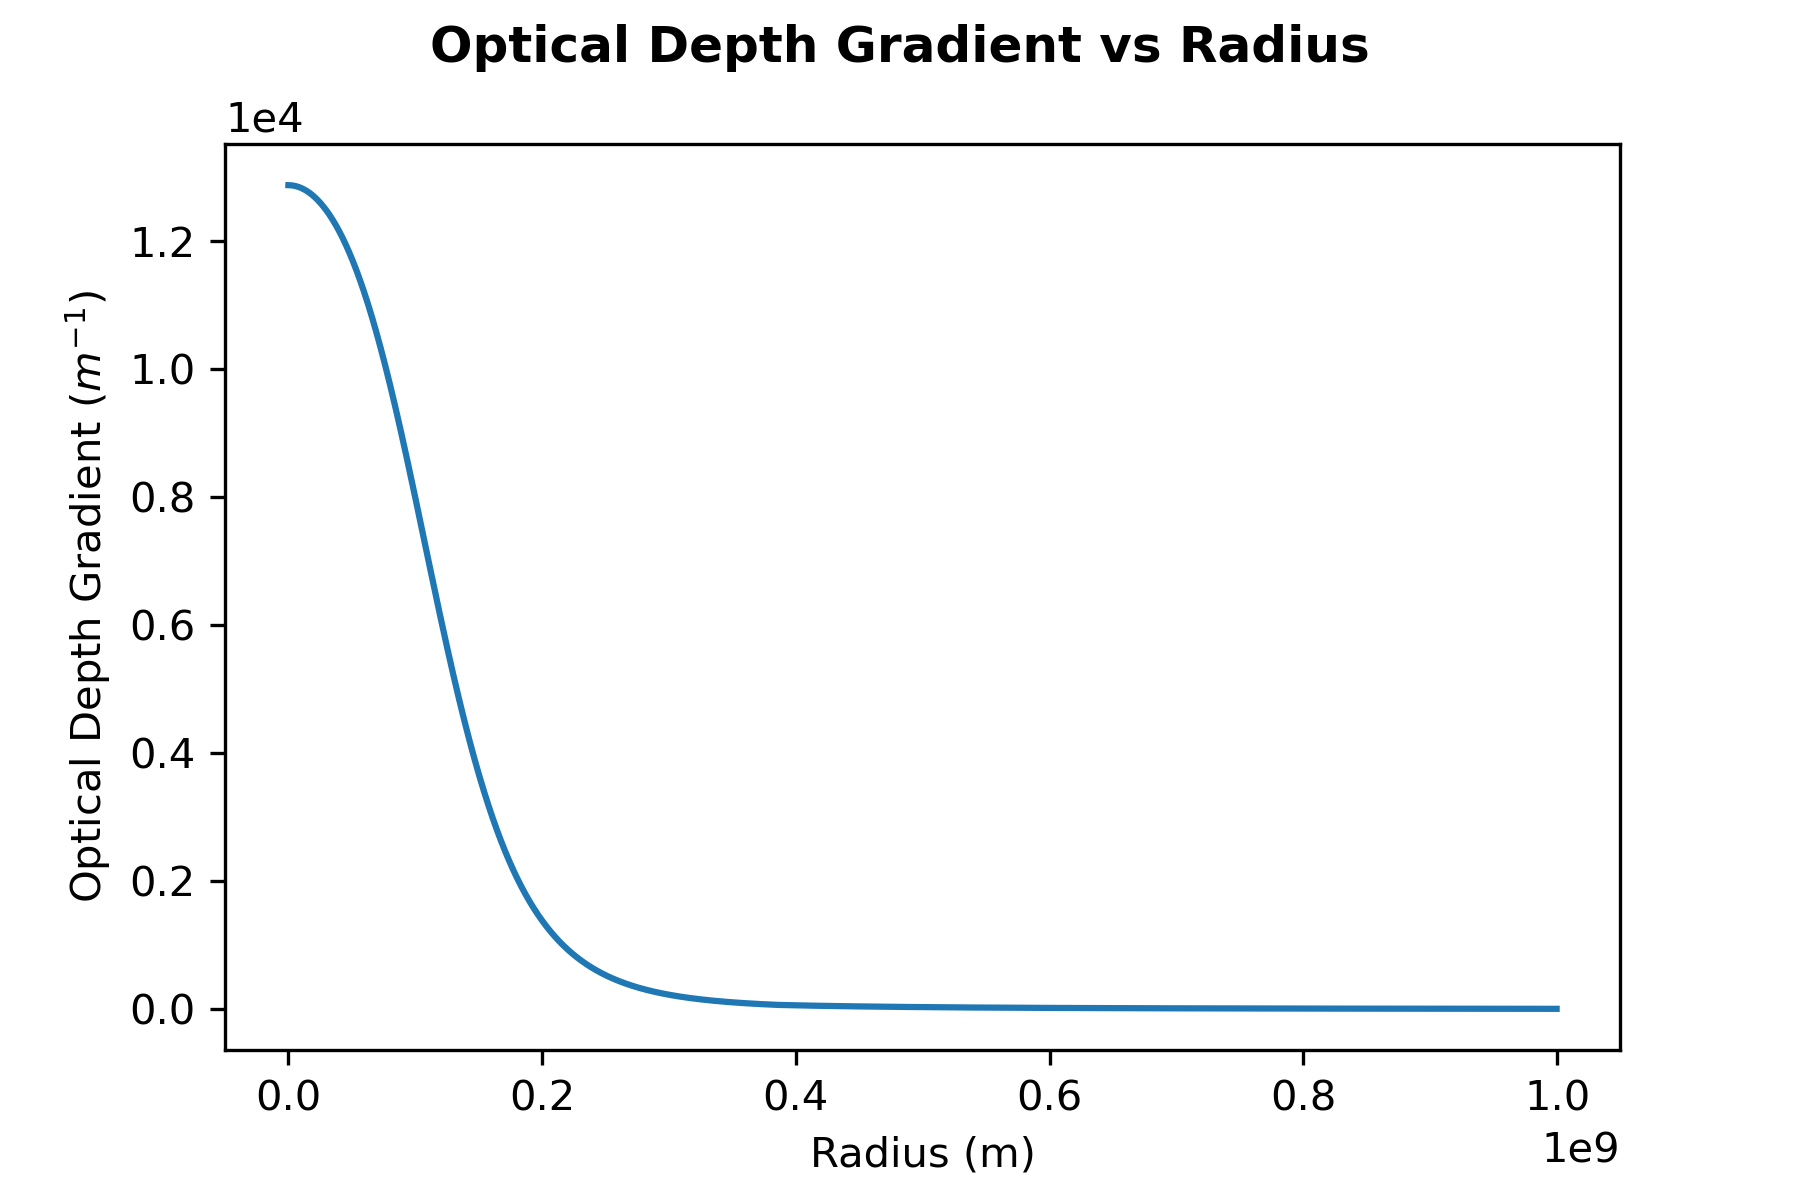 Optical Depth Gradient vs Radius
1e4
Optical Depth Gradient (m⁻¹)
1.2
1.0
0.8
0.6
0.4
0.2
0.0
0.0 0.2 0.4 0.6 0.8 1.0
Radius (m)
1e9